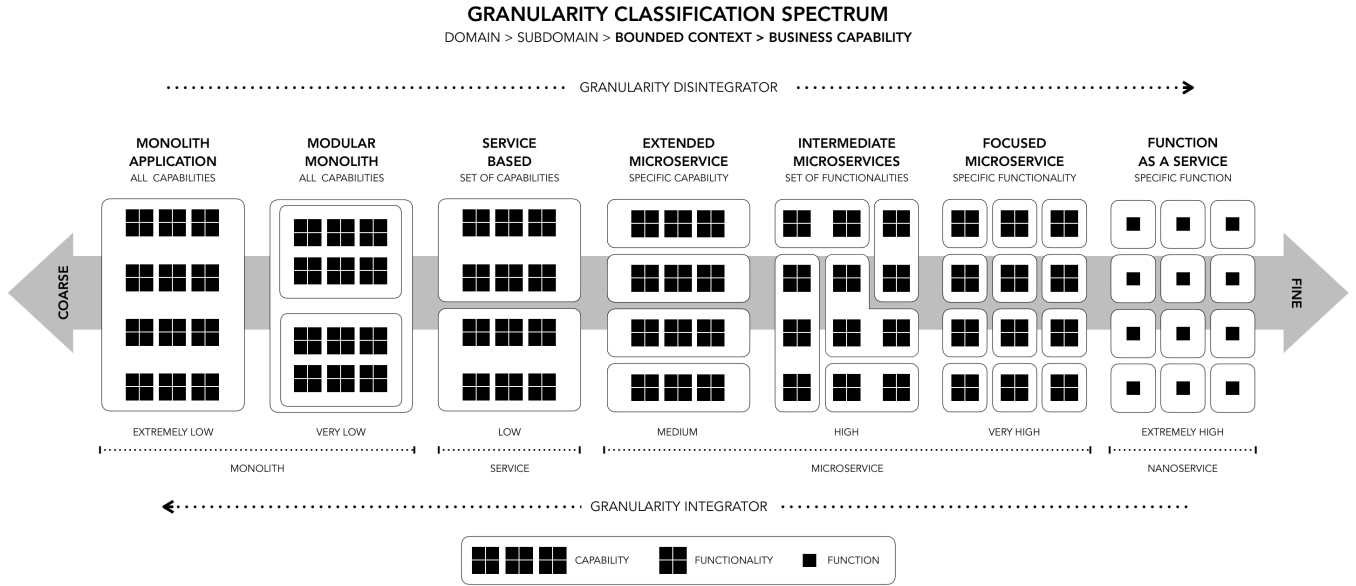 GRANULARITY CLASSIFICATION SPECTRUM
DOMAIN > SUBDOMAIN > BOUNDED CONTEXT > BUSINESS CAPABILITY
GRANULARITY DISINTEGRATOR
MONOLITH
APPLICATION
ALL CAPABILITIES
MODULAR
MONOLITH
ALL CAPABILITIES
SERVICE
BASED
SET OF CAPABILITIES
EXTENDED
MICROSERVICE
SPECIFIC CAPABILITY
INTERMEDIATE
MICROSERVICES
SET OF FUNCTIONALITIES
FOCUSED
MICROSERVICE
SPECIFIC FUNCTIONALITY
FUNCTION
AS A SERVICE
SPECIFIC FUNCTION
COARSE
FINE
EXTREMELY LOW
VERY LOW
LOW
MEDIUM
HIGH
VERY HIGH
EXTREMELY HIGH
MONOLITH
SERVICE
MICROSERVICE
NANOSERVICE
GRANULARITY INTEGRATOR
CAPABILITY
FUNCTIONALITY
FUNCTION